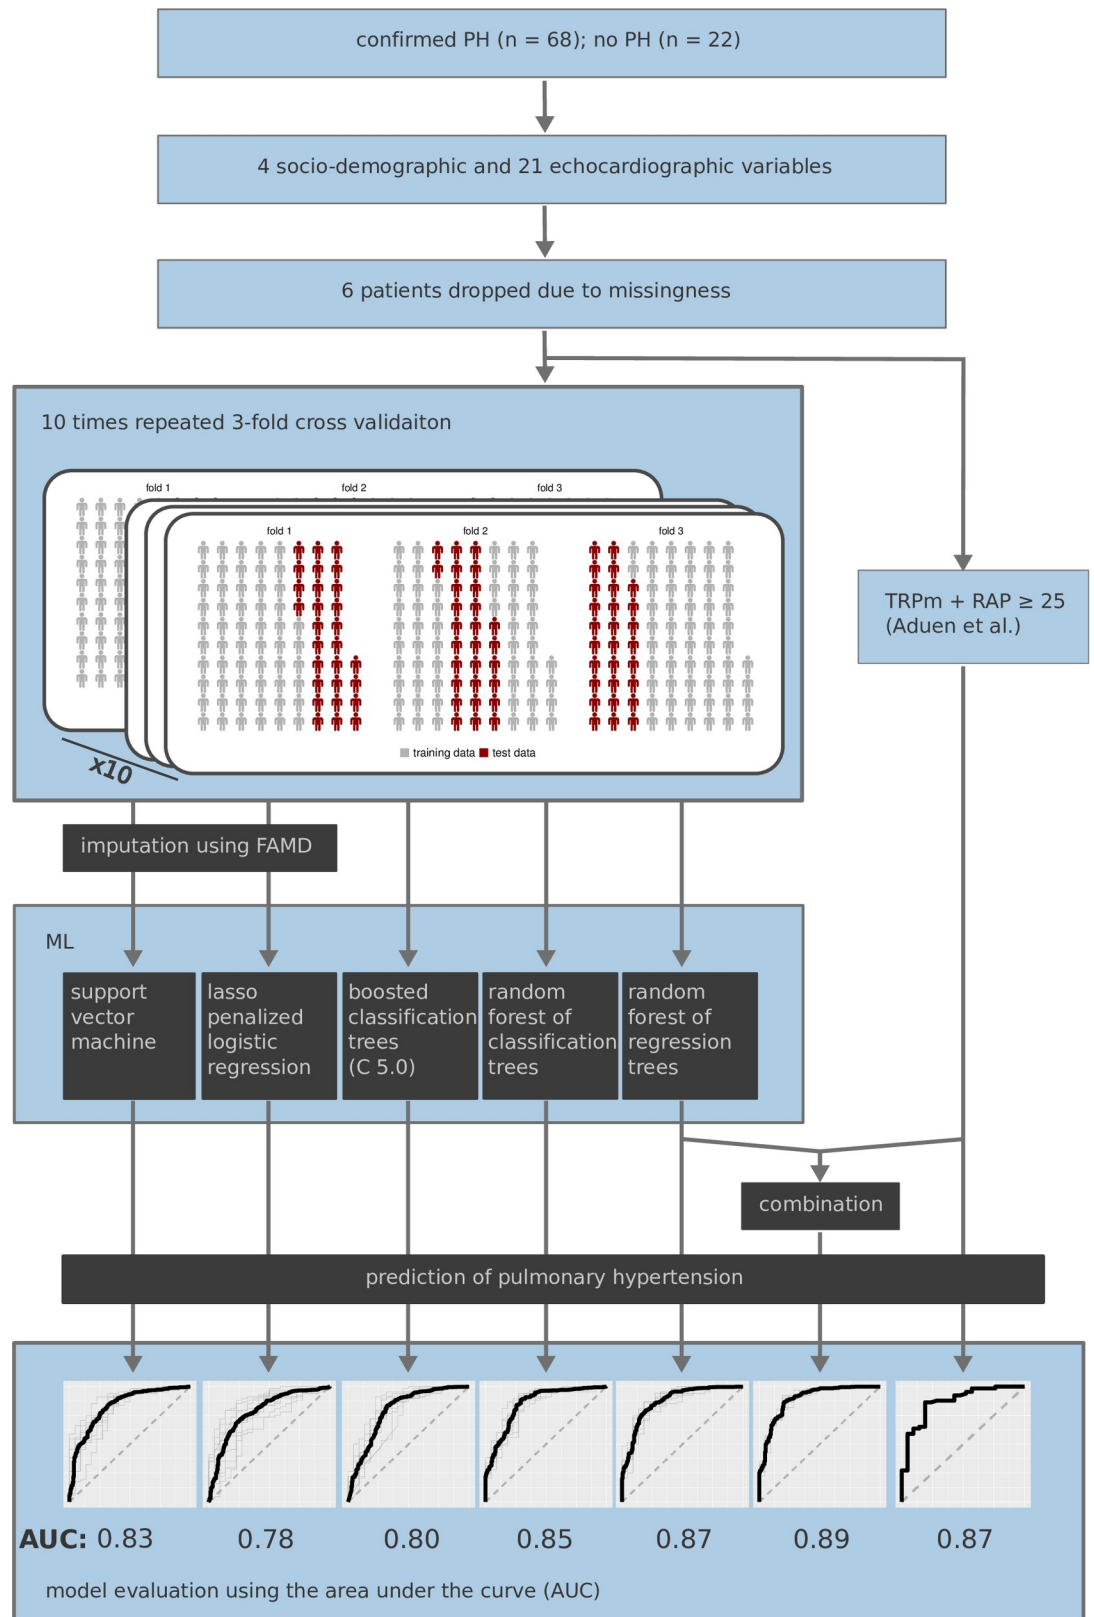 confirmed PH (n = 68); no PH (n = 22)
4 socio-demographic and 21 echocardiographic variables
6 patients dropped due to missingness
10 times repeated 3-fold cross validaiton
fold 1
fold 2
fold 3
fold 1
fold 2
fold 3
training data
test data
x10
TRPm + RAP ≥ 25
(Aduen et al.)
imputation using FAMD
ML
support
vector
machine
lasso
penalized
logistic
regression
boosted
classification
trees
(C 5.0)
random
forest of
classification
trees
random
forest of
regression
trees
combination
prediction of pulmonary hypertension
AUC: 0.83 0.78 0.80 0.85 0.87 0.89 0.87
model evaluation using the area under the curve (AUC)